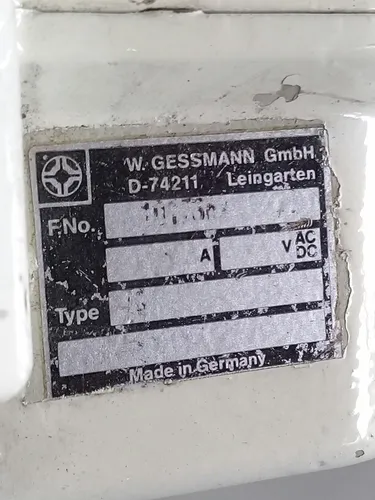 W. GESSMANN GmbH
D-74211 Leingarten
F.No.
A V AC DC
Type
Made in Germany